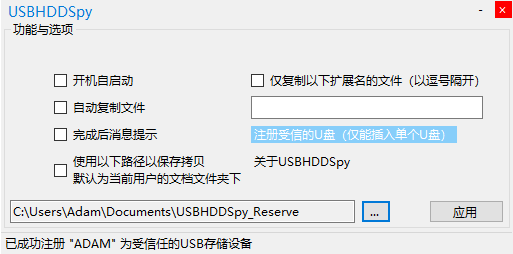 USBHDDSpy
功能与选项
开机自启动
仅复制以下扩展名的文件（以逗号隔开）
自动复制文件
完成后消息提示
注册受信的U盘（仅能插入单个U盘）
使用以下路径以保存拷贝
默认为当前用户的文档文件夹下
关于USBHDDSpy
C:\Users\Adam\Documents\USBHDDSpy_Reserve
...
应用
已成功注册 "ADAM" 为受信任的USB存储设备